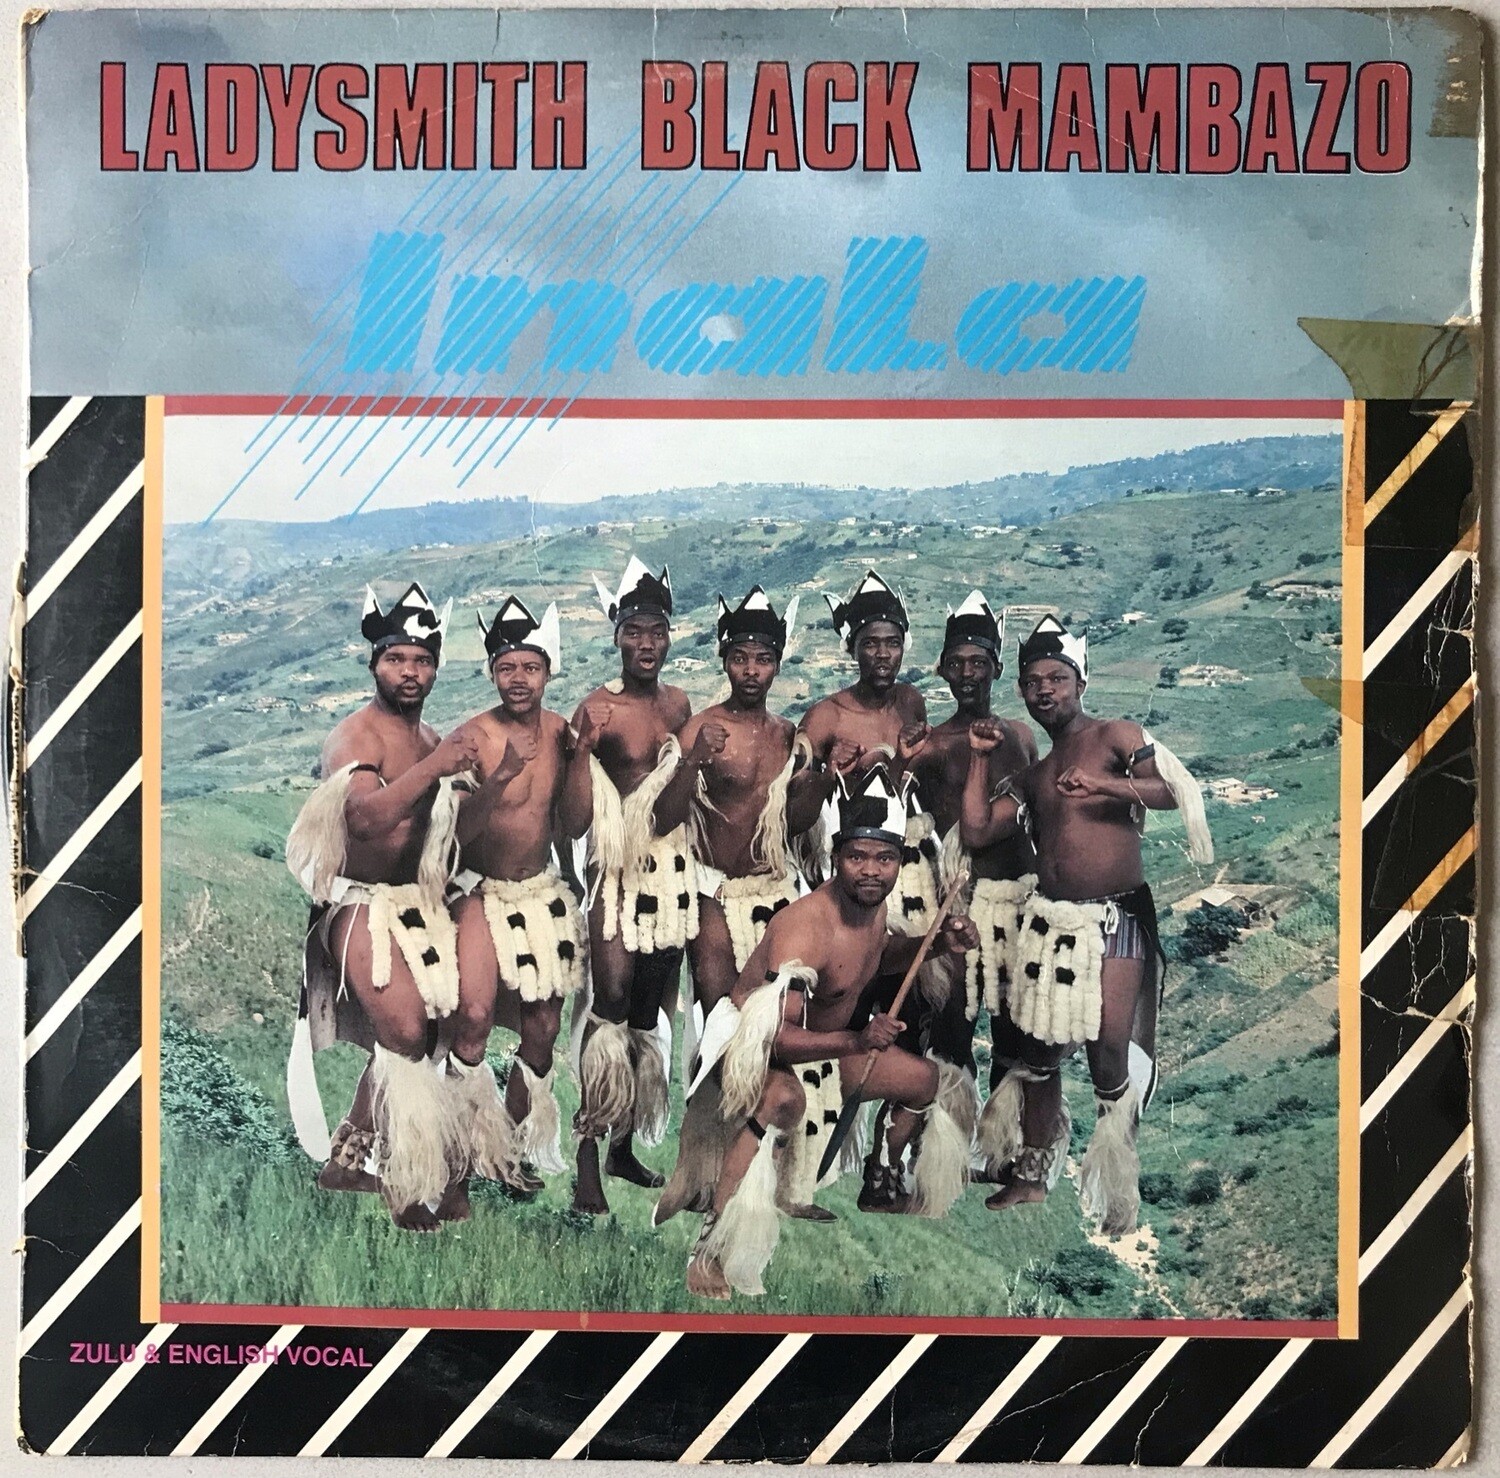 LADYSMITH BLACK MAMBAZO
InaLa
ZULU & ENGLISH VOCAL